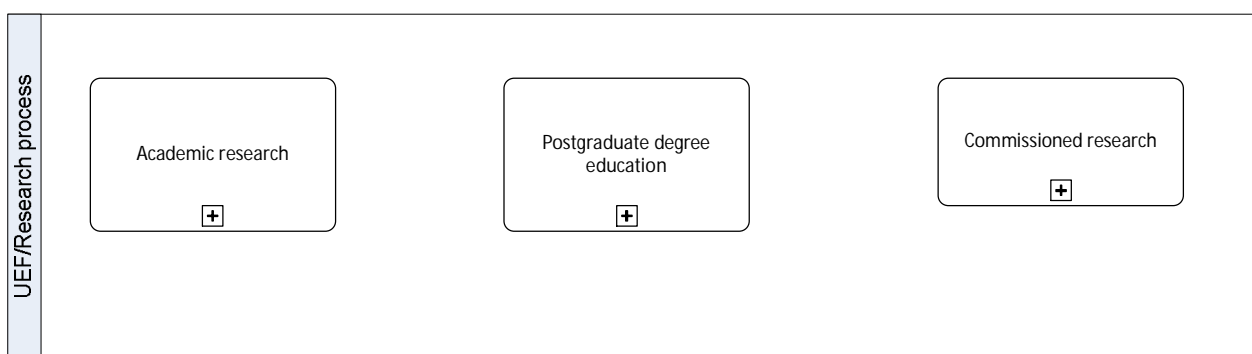 UEF/Research process
Academic research
Postgraduate degree
education
Commissioned research